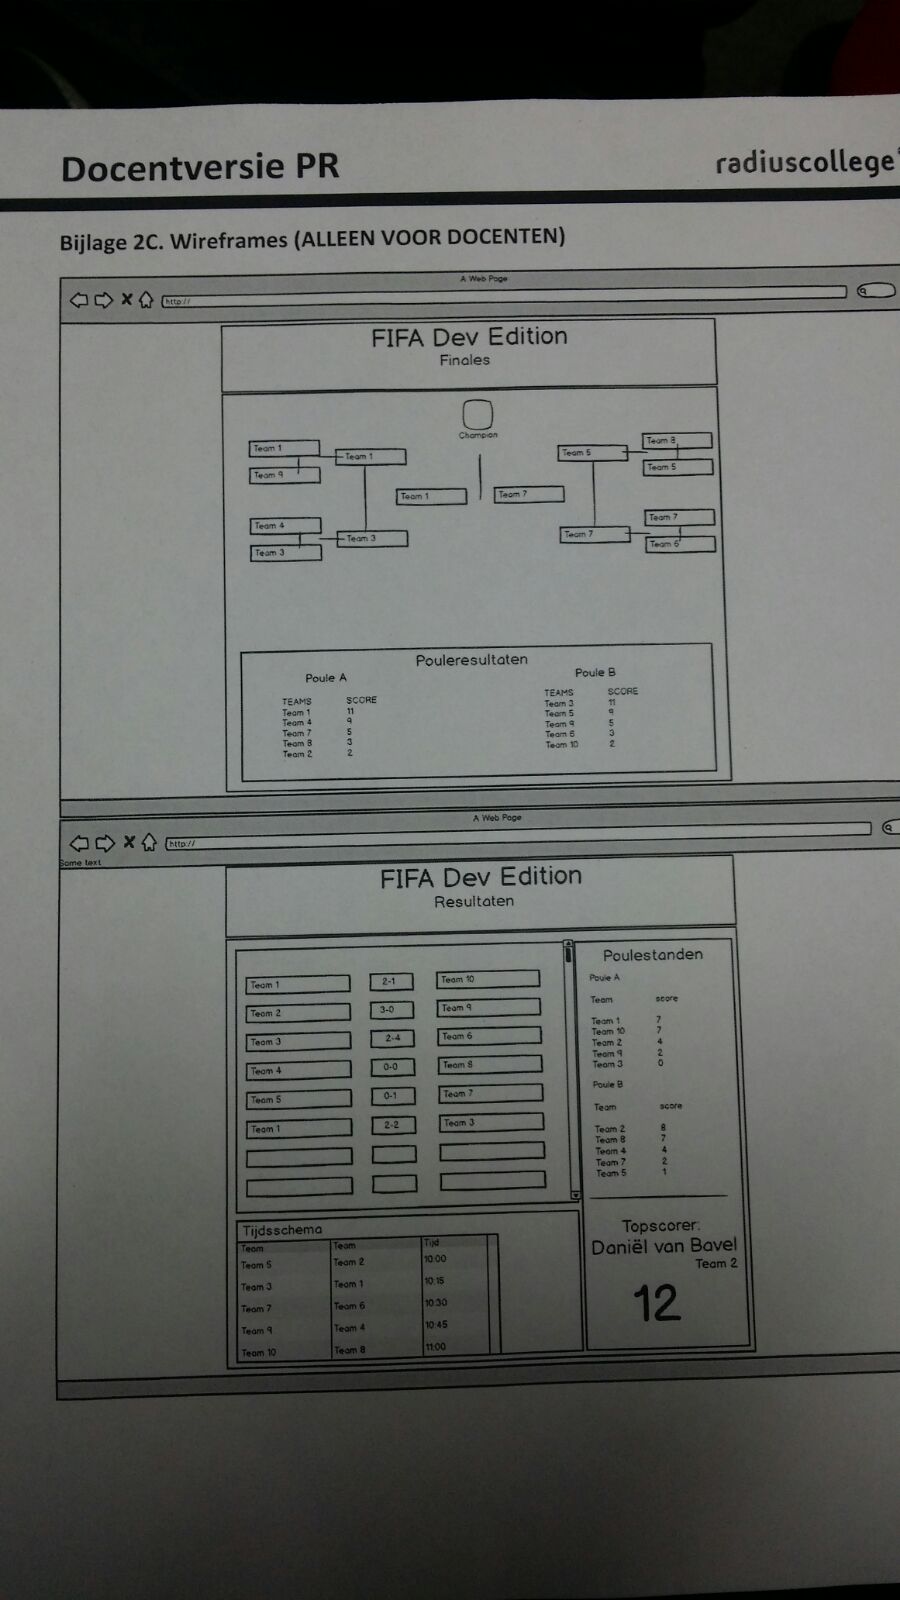 Docentversie PR
radiuscollege
Bijlage 2C. Wireframes (ALLEEN VOOR DOCENTEN)
A Web Page
http://
FIFA Dev Edition
Finales
Champion
Team 1
Team 9
Team 1
Team 4
Team 3
Team 3
Team 1
Team 7
Team 5
Team 8
Team 5
Team 7
Team 7
Team 6
Pouleresultaten
Poule A
TEAMS SCORE
Team 1 11
Team 4 9
Team 7 5
Team 8 3
Team 2 2
Poule B
TEAMS SCORE
Team 3 11
Team 5 9
Team 9 5
Team 6 3
Team 10 2
A Web Page
http://
Some text
FIFA Dev Edition
Resultaten
Team 1 2-1 Team 10
Team 2 3-0 Team 9
Team 3 2-4 Team 6
Team 4 0-0 Team 8
Team 5 0-1 Team 7
Team 1 2-2 Team 3
Poulestanden
Poule A
Team score
Team 1 7
Team 10 7
Team 2 4
Team 9 2
Team 3 0
Poule B
Team score
Team 2 8
Team 8 7
Team 4 4
Team 7 2
Team 5 1
Tijdsschema
Team Team Tijd
Team 5 Team 2 10:00
Team 3 Team 1 10:15
Team 7 Team 6 10:30
Team 9 Team 4 10:45
Team 10 Team 8 11:00
Topscorer:
Daniël van Bavel
Team 2
12